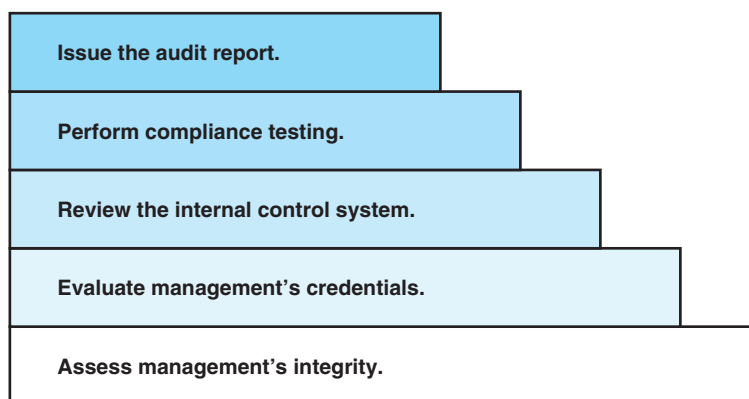 Issue the audit report.
Perform compliance testing.
Review the internal control system.
Evaluate management’s credentials.
Assess management’s integrity.